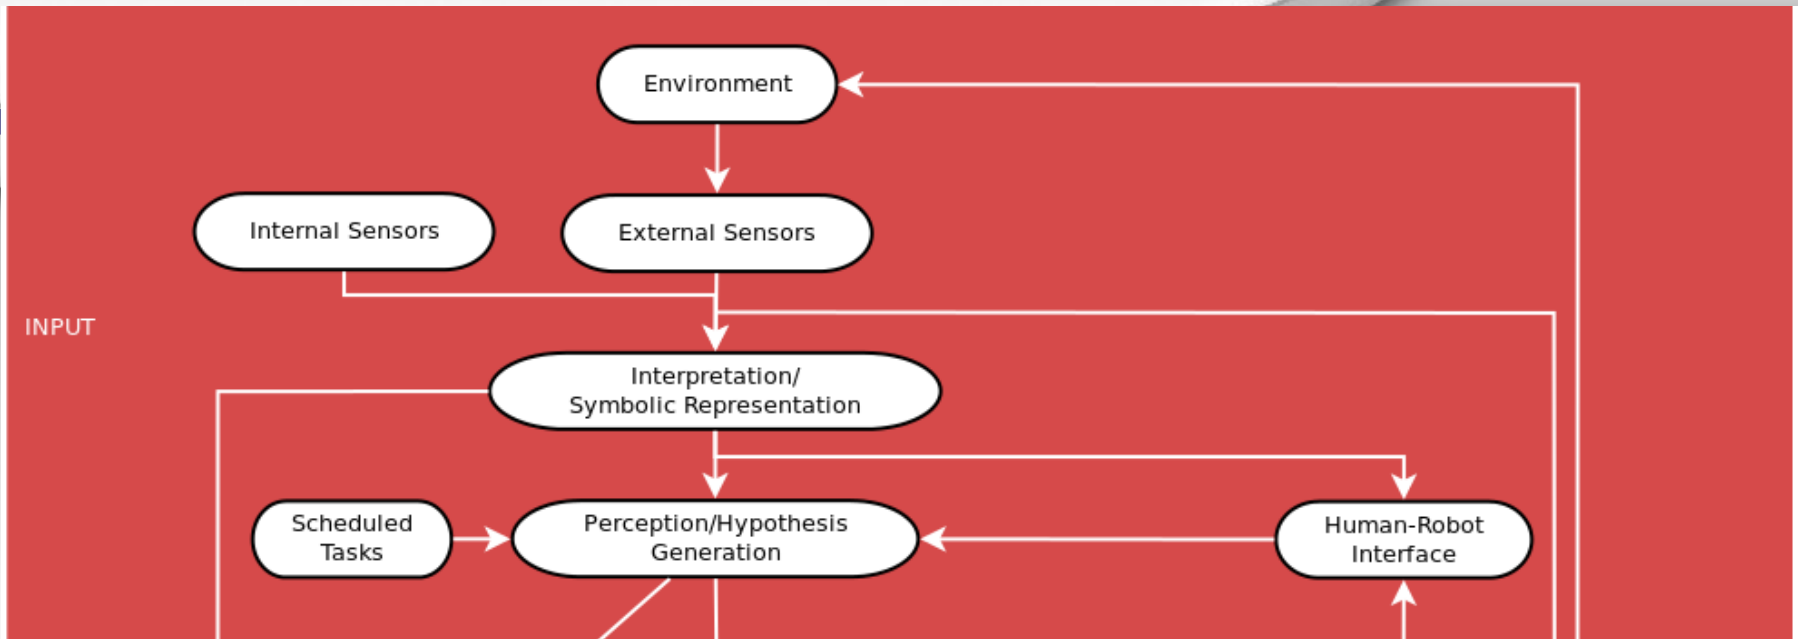 Environment
Internal Sensors
External Sensors
INPUT
Interpretation/
Symbolic Representation
Scheduled
Tasks
Perception/Hypothesis
Generation
Human-Robot
Interface